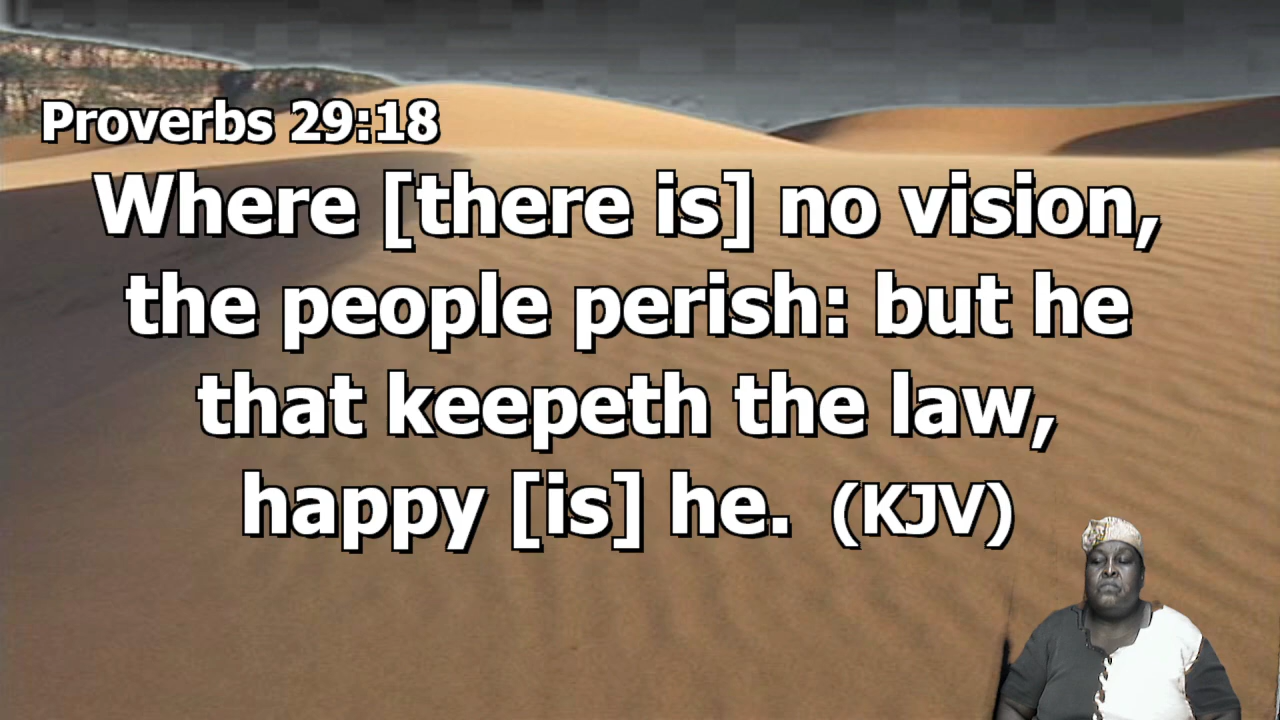 Proverbs 29:18
Where [there is] no vision,
the people perish: but he
that keepeth the law,
happy [is] he. (KJV)